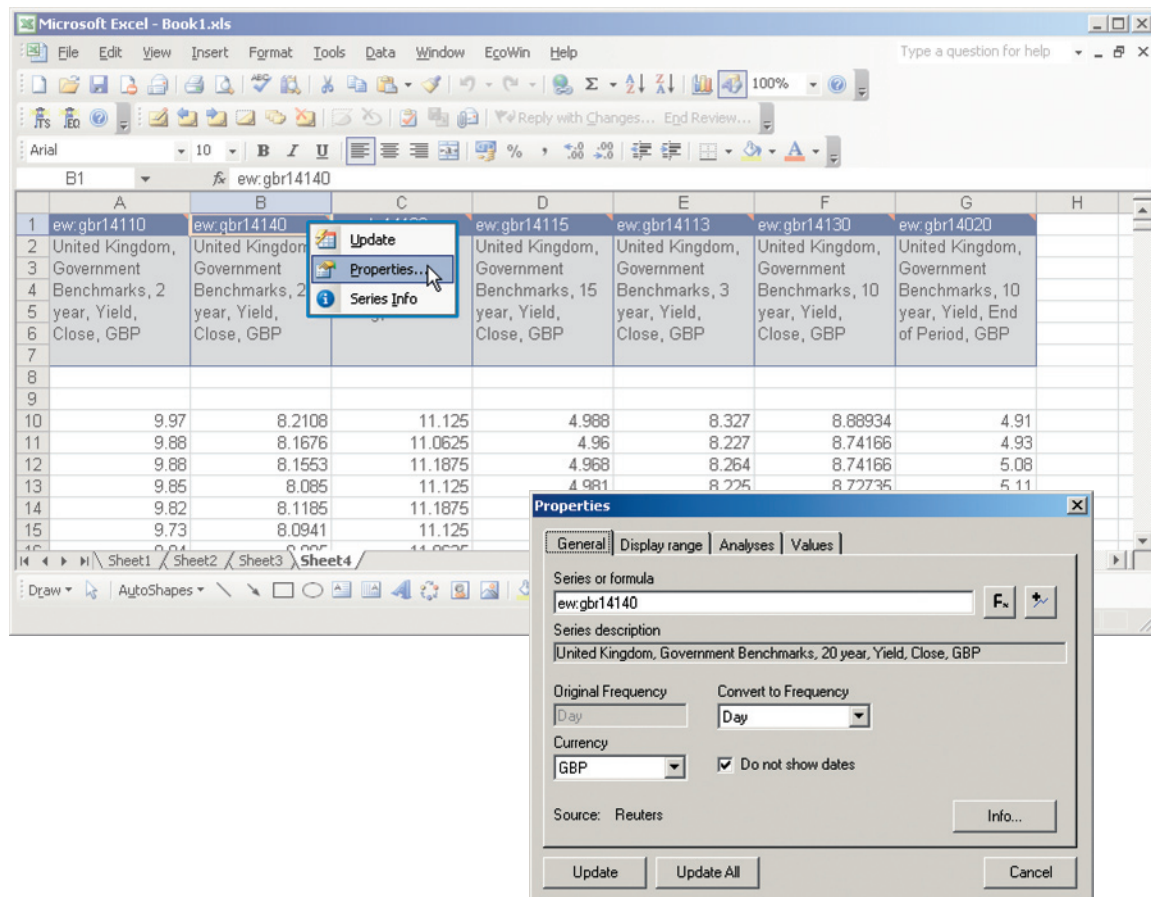 Microsoft Excel - Book1.xls
File Edit View Insert Format Tools Data Window EcoWin Help Type a question for help
100%
Reply with Changes... End Review...
Arial 10 B I U
B1 fx ew:gbr14140
A B C D E F G H
1 ew:gbr14110 ew:gbr14140 ew:gbr14115 ew:gbr14113 ew:gbr14130 ew:gbr14020
2 United Kingdom, United Kingdom United Kingdom, United Kingdom, United Kingdom, United Kingdom,
3 Government Government Government Government Government Government
4 Benchmarks, 2 Benchmarks, 2 Benchmarks, 15 Benchmarks, 3 Benchmarks, 10 Benchmarks, 10
5 year, Yield, year, Yield, year, Yield, year, Yield, year, Yield, year, Yield, End
6 Close, GBP Close, GBP Close, GBP Close, GBP Close, GBP of Period, GBP
7
8
9
Update
Properties...
Series Info
10 9.97 8.2108 11.125 4.988 8.327 8.88934 4.91
11 9.88 8.1676 11.0625 4.96 8.227 8.74166 4.93
12 9.88 8.1553 11.1875 4.968 8.264 8.74166 5.08
13 9.85 8.085 11.125 4.981 8.225 8.72735 5.11
14 9.82 8.1185 11.1875
15 9.73 8.0941 11.125
Sheet1 Sheet2 Sheet3 Sheet4
Draw AutoShapes
Properties
General Display range Analyses Values
Series or formula
ew:gbr14140
Series description
United Kingdom, Government Benchmarks, 20 year, Yield, Close, GBP
Original Frequency Convert to Frequency
Day Day
Currency
GBP Do not show dates
Source: Reuters Info...
Update Update All Cancel